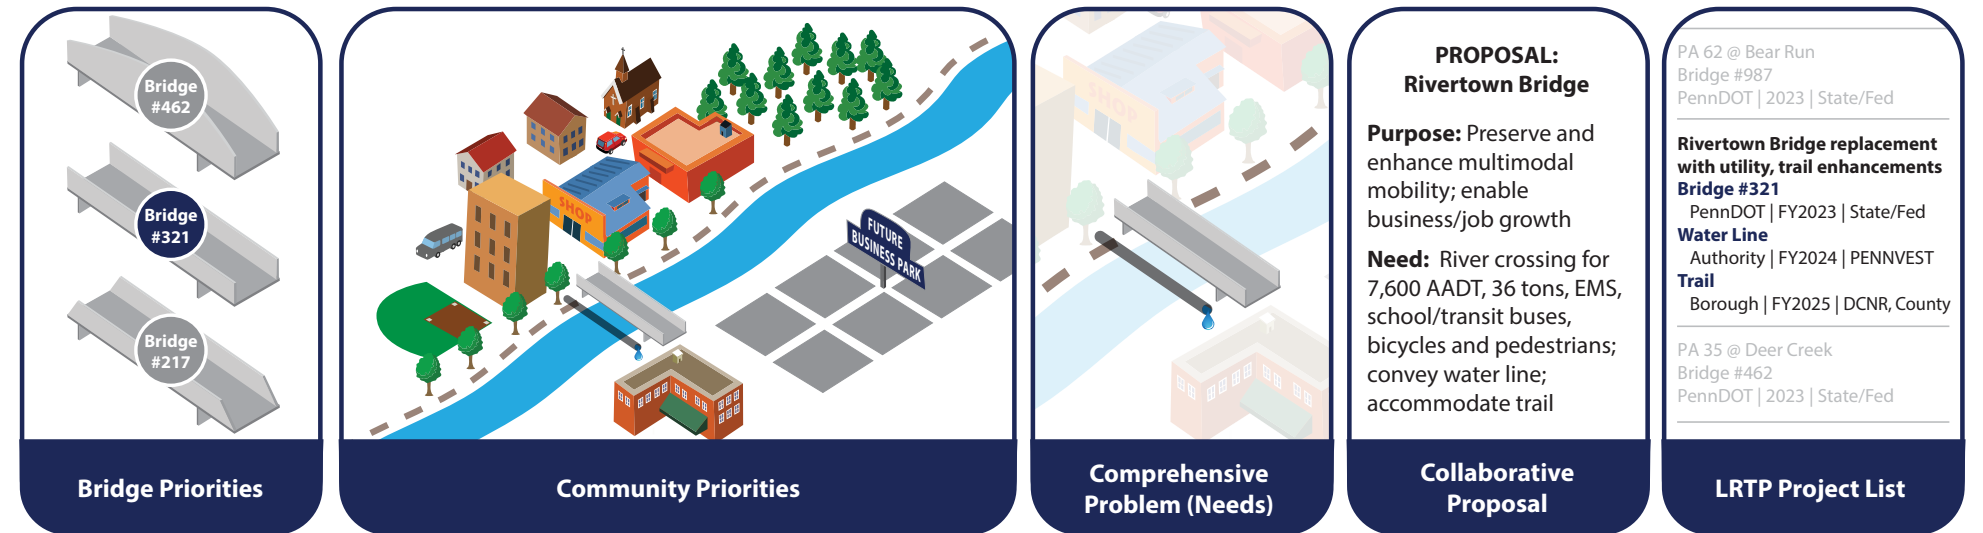 Bridge
#462
Bridge
#321
Bridge
#217
Bridge Priorities
SHOP
FUTURE
BUSINESS PARK
Community Priorities
SHOP
Comprehensive
Problem (Needs)
PROPOSAL:
Rivertown Bridge
Purpose: Preserve and
enhance multimodal
mobility; enable
business/job growth
Need: River crossing for
7,600 AADT, 36 tons, EMS,
school/transit buses,
bicycles and pedestrians;
convey water line;
accommodate trail
Collaborative
Proposal
PA 62 @ Bear Run
Bridge #987
PennDOT | 2023 | State/Fed
Rivertown Bridge replacement
with utility, trail enhancements
Bridge #321
PennDOT | FY2023 | State/Fed
Water Line
Authority | FY2024 | PENNVEST
Trail
Borough | FY2025 | DCNR, County
PA 35 @ Deer Creek
Bridge #462
PennDOT | 2023 | State/Fed
LRTP Project List